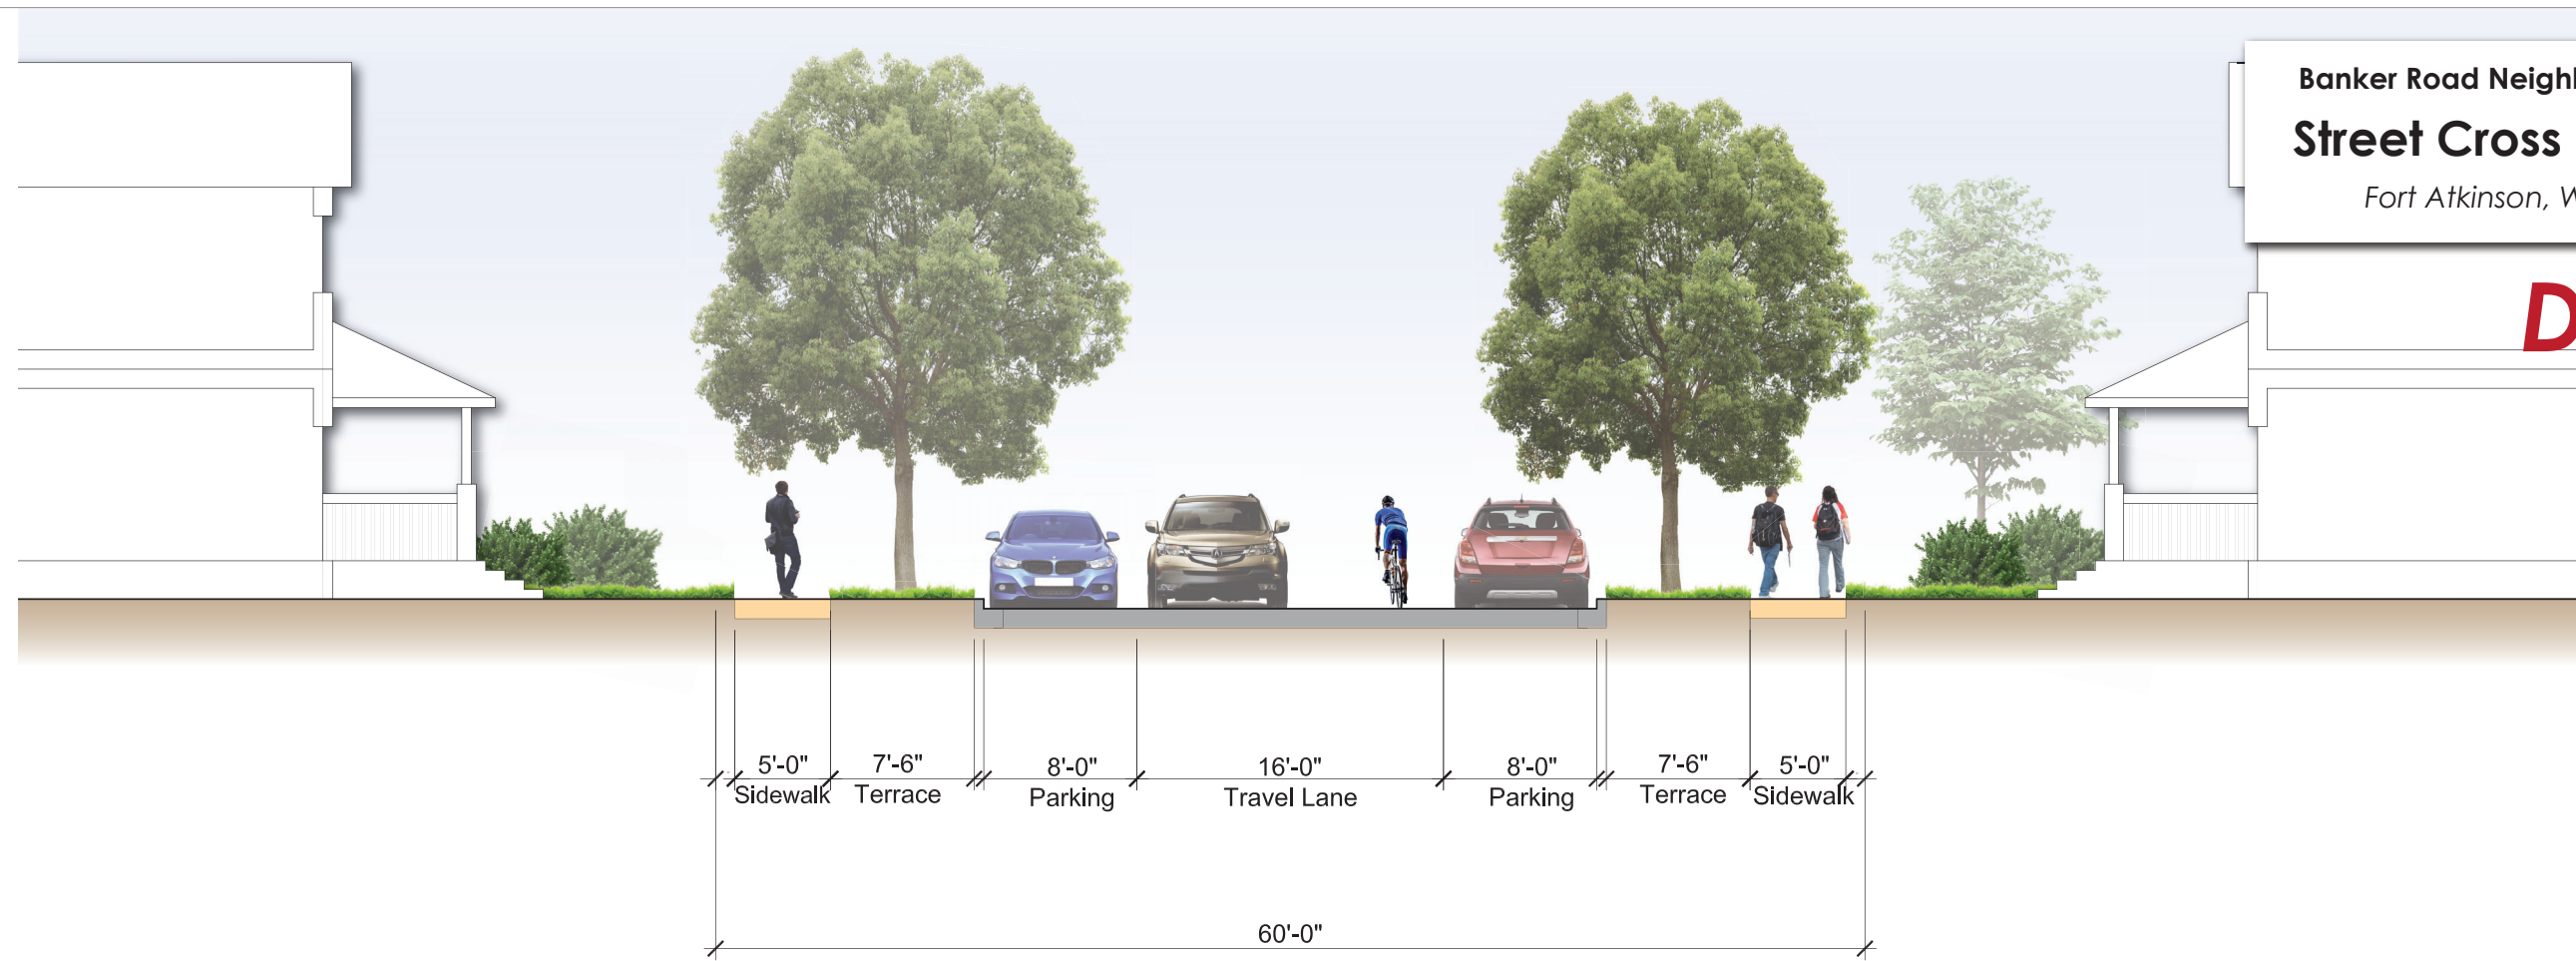 Banker Road
Street Cross
Fort Atkinson,
5'-0"
7'-6"
8'-0"
16'-0"
8'-0"
7'-6"
5'-0"
Sidewalk
Terrace
Parking
Travel Lane
Parking
Terrace
Sidewalk
60'-0"